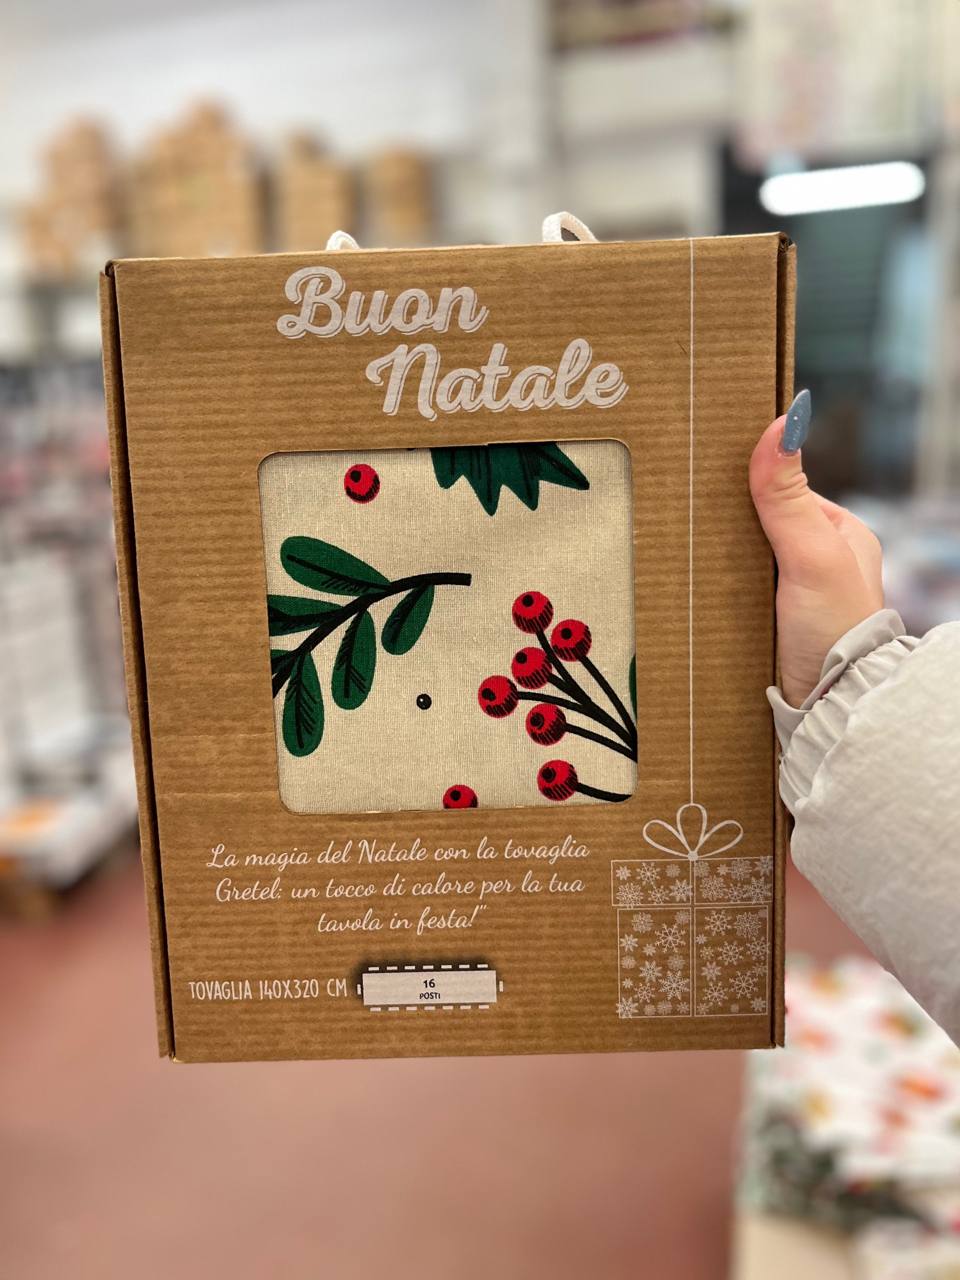 Buon
Natale
La magia del Natale con la tovaglia
Gretel: un tocco di calore per la tua
tavola in festa!"
TOVAGLIA 140X320 CM
16
POSTI